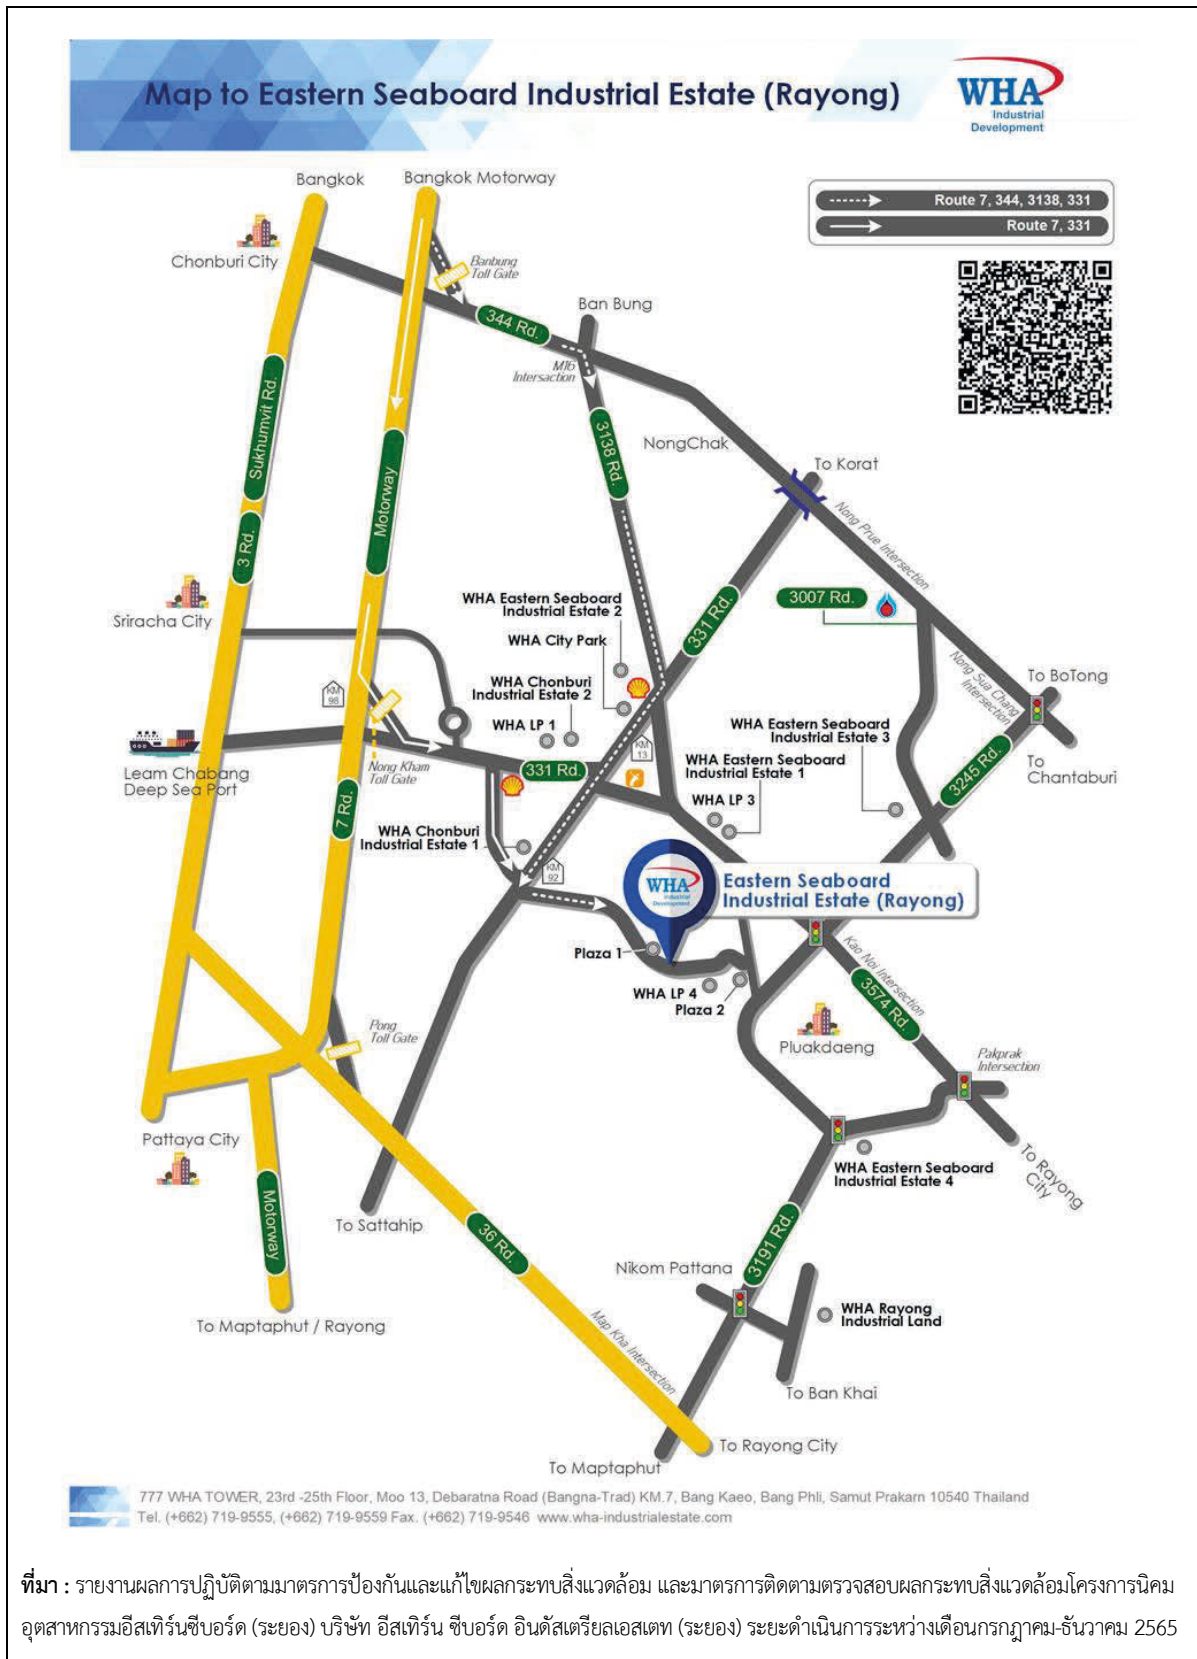 Map to Eastern Seaboard Industrial Estate (Rayong)
WHA
Industrial
Development
Bangkok
Bangkok Motorway
Route 7, 344, 3138, 331
Route 7, 331
Chonburi City
Banbung
Toll Gate
Ban Bung
344 Rd.
M16
Intersaction
Sukhumvit Rd.
Motorway
3138 Rd.
NongChak
To Korat
Nong Prue Intersection
3 Rd.
3007 Rd.
WHA Eastern Seaboard
Industrial Estate 2
331 Rd.
Sriracha City
WHA City Park
Nong Sua Chang
Intersection
To BoTong
KM
98
WHA Chonburi
Industrial Estate 2
WHA LP 1
WHA Eastern Seaboard
Industrial Estate 3
KM
13
Leam Chabang
Deep Sea Port
Nong Kham
Toll Gate
331 Rd.
WHA Eastern Seaboard
Industrial Estate 1
3245 Rd.
To
Chantaburi
WHA LP 3
7 Rd.
WHA Chonburi
Industrial Estate 1
KM
92
WHA
Industrial
Development
Eastern Seaboard
Industrial Estate (Rayong)
Plaza 1
Kao Noi Intersection
WHA LP 4
Plaza 2
3574 Rd.
Pong
Toll Gate
Pluakdaeng
Pakprak
Intersection
Pattaya City
WHA Eastern Seaboard
Industrial Estate 4
To Rayong
City
Motorway
To Sattahip
36 Rd.
3191 Rd.
Nikom Pattana
WHA Rayong
Industrial Land
To Maptaphut / Rayong
Map Kha Intersection
To Ban Khai
To Rayong City
To Maptaphut
777 WHA TOWER, 23rd -25th Floor, Moo 13, Debaratna Road (Bangna-Trad) KM.7, Bang Kaeo, Bang Phli, Samut Prakarn 10540 Thailand
Tel. (+662) 719-9555, (+662) 719-9559 Fax. (+662) 719-9546 www.wha-industrialestate.com
ที่มา : รายงานผลการปฏิบัติตามมาตรการป้องกันและแก้ไขผลกระทบสิ่งแวดล้อม และมาตรการติดตามตรวจสอบผลกระทบสิ่งแวดล้อมโครงการนิคม
อุตสาหกรรมอีสเทิร์นซีบอร์ด (ระยอง) บริษัท อีสเทิร์น ซีบอร์ด อินดัสเตรียลเอสเตท (ระยอง) ระยะดำเนินการระหว่างเดือนกรกฎาคม-ธันวาคม 2565